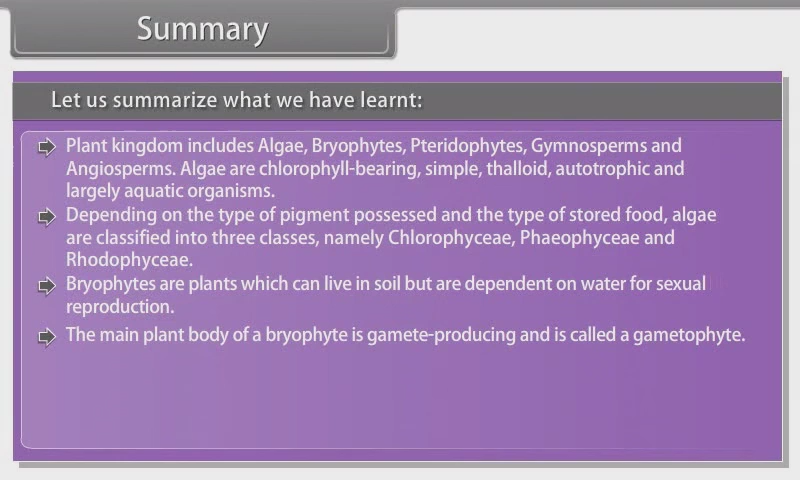 Summary
Let us summarize what we have learnt:
Plant kingdom includes Algae, Bryophytes, Pteridophytes, Gymnosperms and
Angiosperms. Algae are chlorophyll-bearing, simple, thalloid, autotrophic and
largely aquatic organisms.
Depending on the type of pigment possessed and the type of stored food, algae
are classified into three classes, namely Chlorophyceae, Phaeophyceae and
Rhodophyceae.
Bryophytes are plants which can live in soil but are dependent on water for sexual
reproduction.
The main plant body of a bryophyte is gamete-producing and is called a gametophyte.